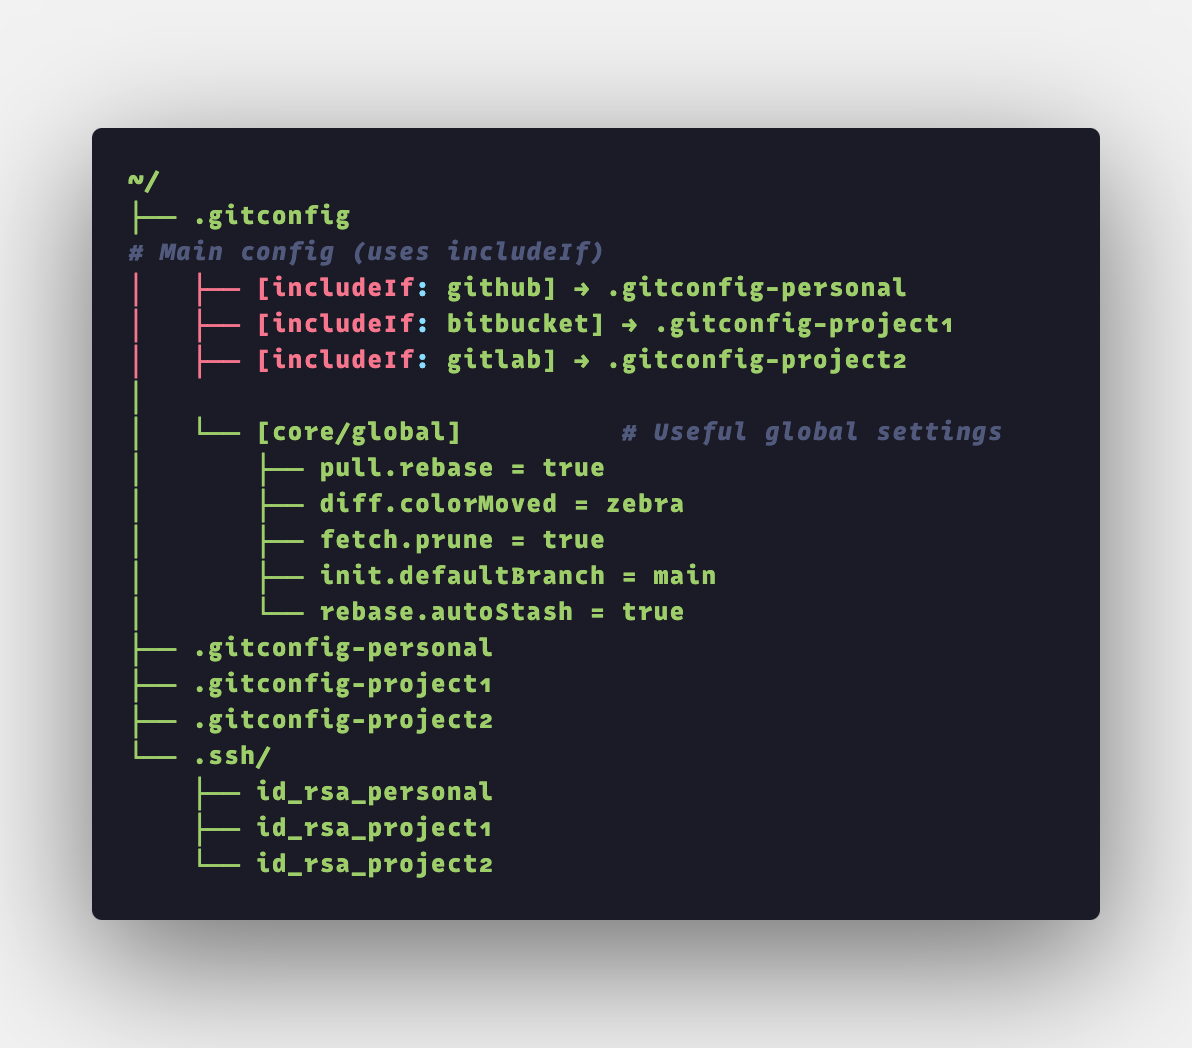 ~/
├── .gitconfig
# Main config (uses includeIf)
│   ├── [includeIf: github] → .gitconfig-personal
│   ├── [includeIf: bitbucket] → .gitconfig-project1
│   ├── [includeIf: gitlab] → .gitconfig-project2
│
│   └── [core/global]          # Useful global settings
│       ├── pull.rebase = true
│       ├── diff.colorMoved = zebra
│       ├── fetch.prune = true
│       ├── init.defaultBranch = main
│       └── rebase.autoStash = true
├── .gitconfig-personal
├── .gitconfig-project1
├── .gitconfig-project2
└── .ssh/
    ├── id_rsa_personal
    ├── id_rsa_project1
    └── id_rsa_project2